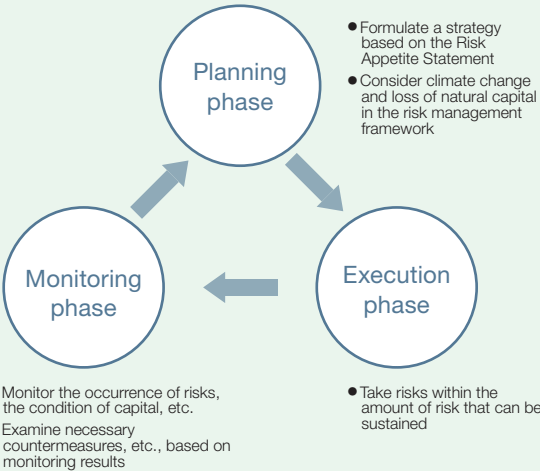 Planning
phase
● Formulate a strategy
based on the Risk
Appetite Statement
● Consider climate change
and loss of natural capital
in the risk management
framework
Monitoring
phase
Execution
phase
Monitor the occurrence of risks,
the condition of capital, etc.
Examine necessary
countermeasures, etc., based on
monitoring results
● Take risks within the
amount of risk that can be
sustained